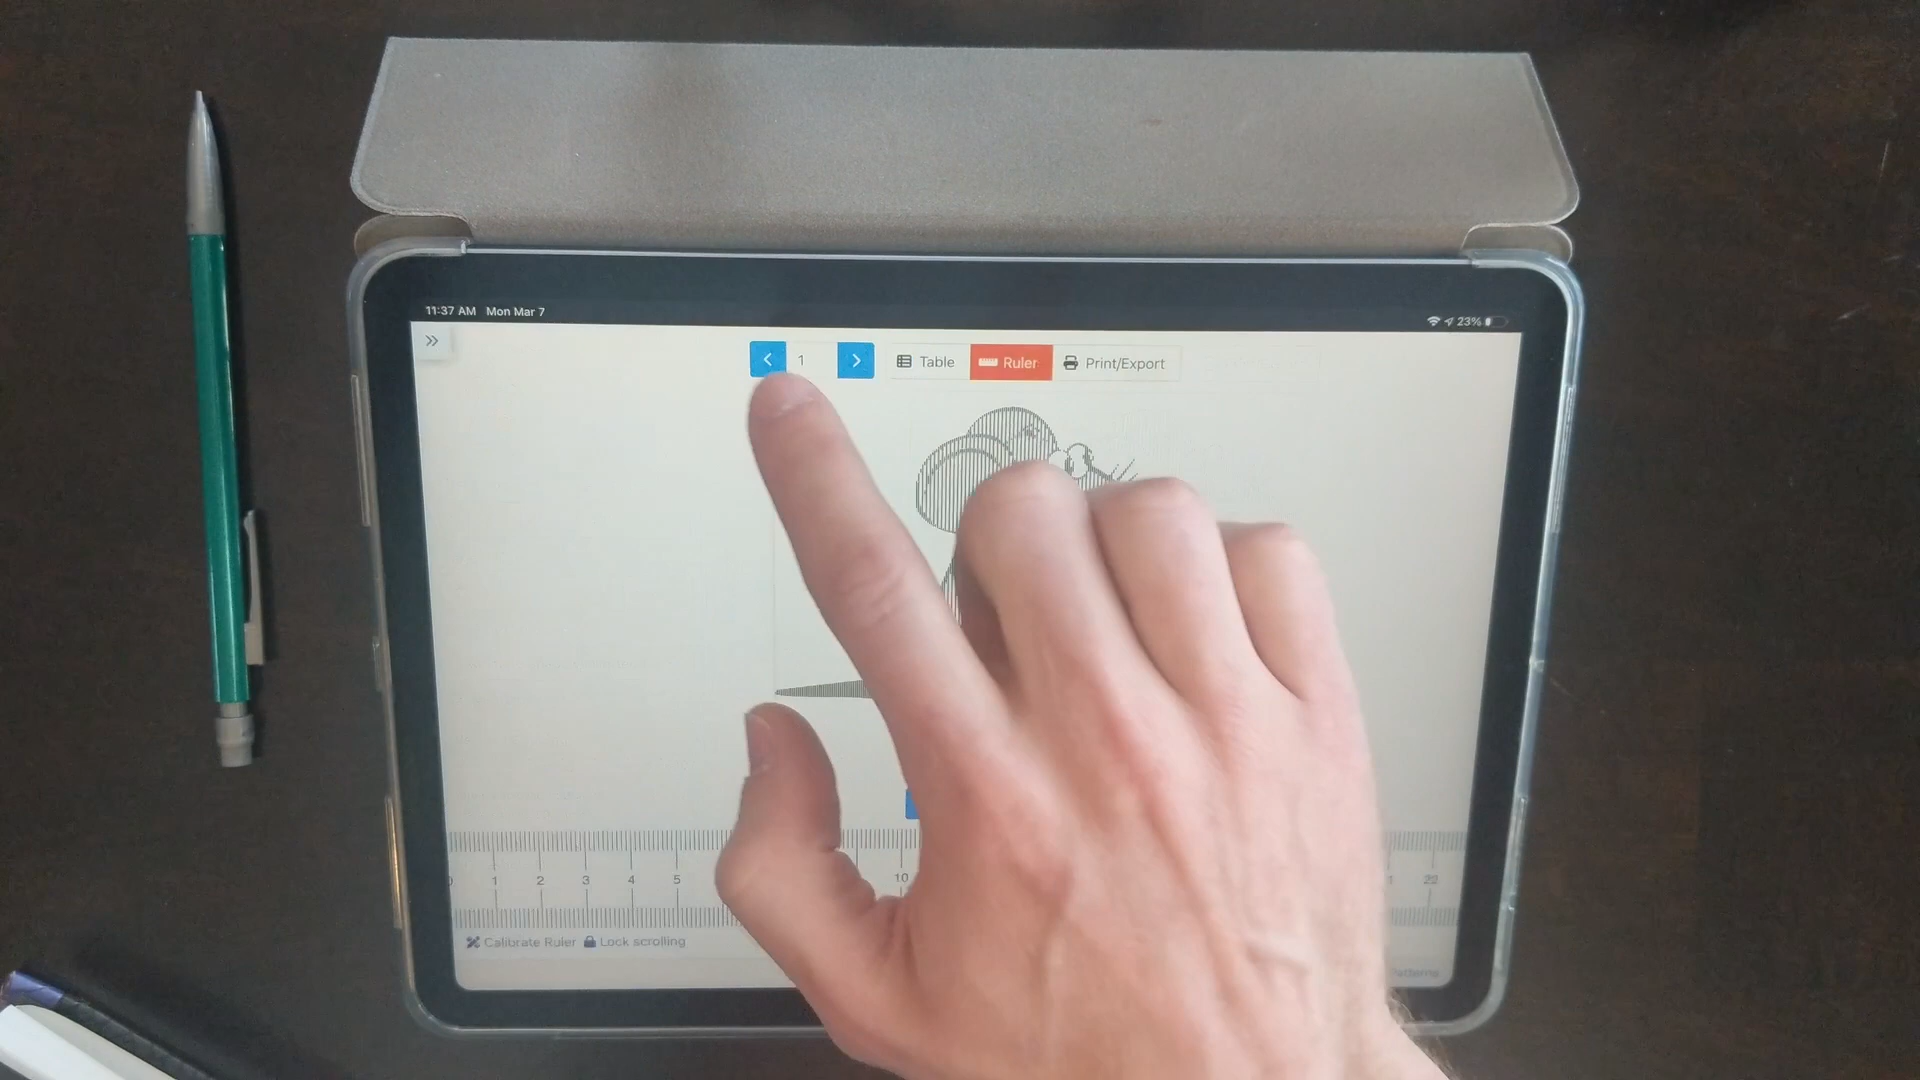 11:37 AM Mon Mar 7
23%
1
Table
Ruler
Print/Export
1 2 3 4 5 10 22
Calibrate Ruler
Lock scrolling
Patterns